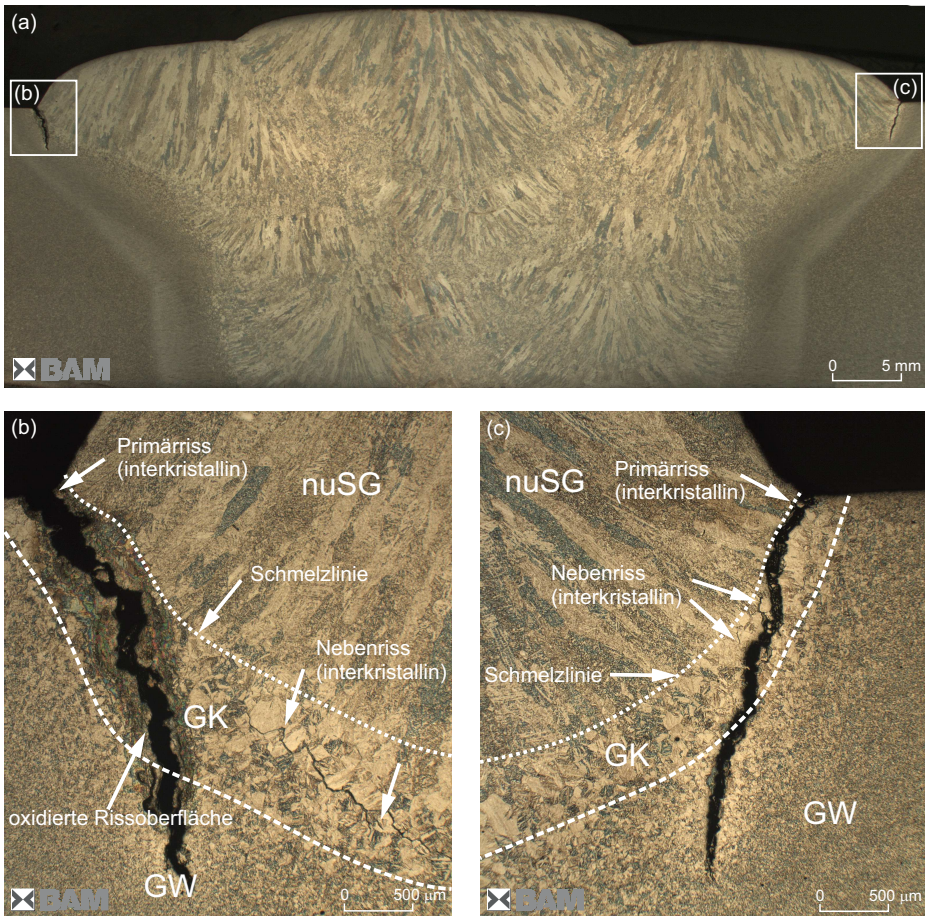 (a)
(b)
(c)
BAM
0 5 mm
(b)
Primärriss
(interkristallin)
nuSG
Schmelzlinie
Nebenriss
(interkristallin)
GK
oxidierte Rissoberfläche
GW
BAM
0 500 µm
(c)
Primärriss
(interkristallin)
nuSG
Nebenriss
(interkristallin)
Schmelzlinie
GK
GW
BAM
0 500 µm